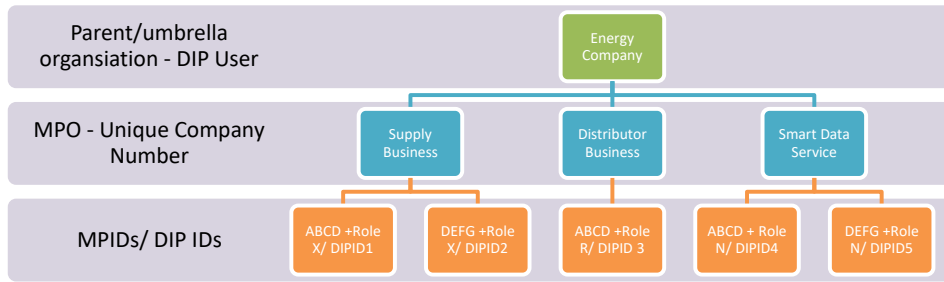 Parent/umbrella
organsiation - DIP User
Energy
Company
MPO - Unique Company
Number
Supply
Business
Distributor
Business
Smart Data
Service
MPIDs/ DIP IDs
ABCD +Role
X/ DIPID1
DEFG +Role
X/ DIPID2
ABCD +Role
R/ DIPID 3
ABCD + Role
N/ DIPID4
DEFG +Role
N/ DIPID5